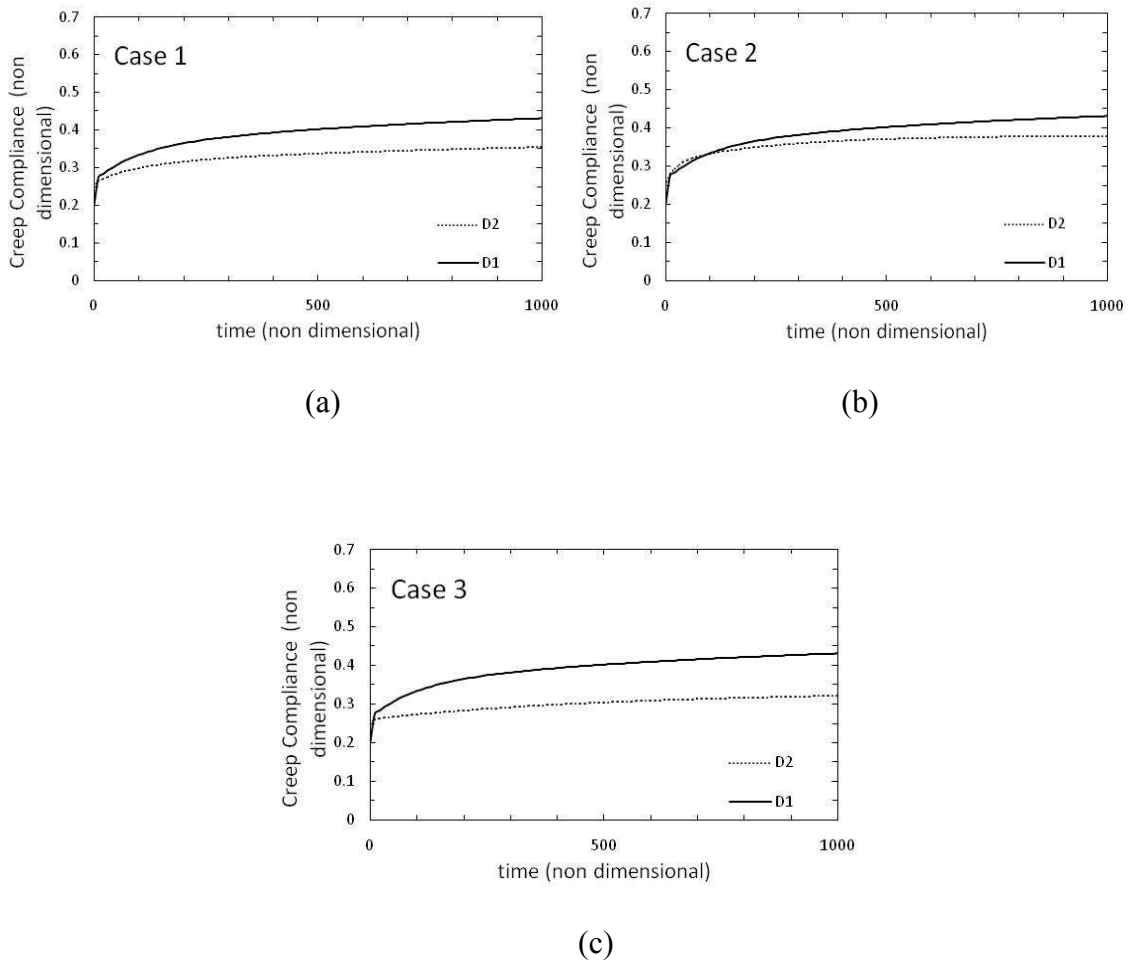 Case 1
Creep Compliance (non
dimensional)
0.7
0.6
0.5
0.4
0.3
0.2
0.1
0
D2
D1
0
500
1000
time (non dimensional)
(a)
Case 2
Creep Compliance (non
dimensional)
0.7
0.6
0.5
0.4
0.3
0.2
0.1
0
D2
D1
0
500
1000
time (non dimensional)
(b)
Case 3
Creep Compliance (non
dimensional)
0.7
0.6
0.5
0.4
0.3
0.2
0.1
0
D2
D1
0
500
1000
time (non dimensional)
(c)